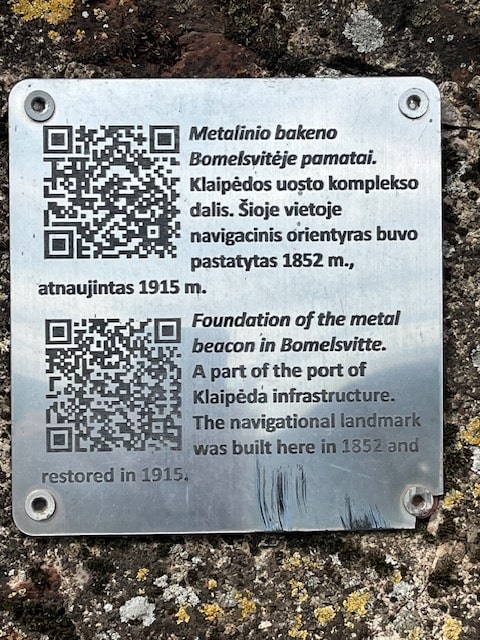 Metalinio bakeno
Bomelsvitėje pamatai.
Klaipėdos uosto komplekso
dalis. Šioje vietoje
navigacinis orientyras buvo
pastatytas 1852 m.,
atnaujintas 1915 m.
Foundation of the metal
beacon in Bomelsvitte.
A part of the port of
Klaipėda infrastructure.
The navigational landmark
was built here in 1852 and
restored in 1915.